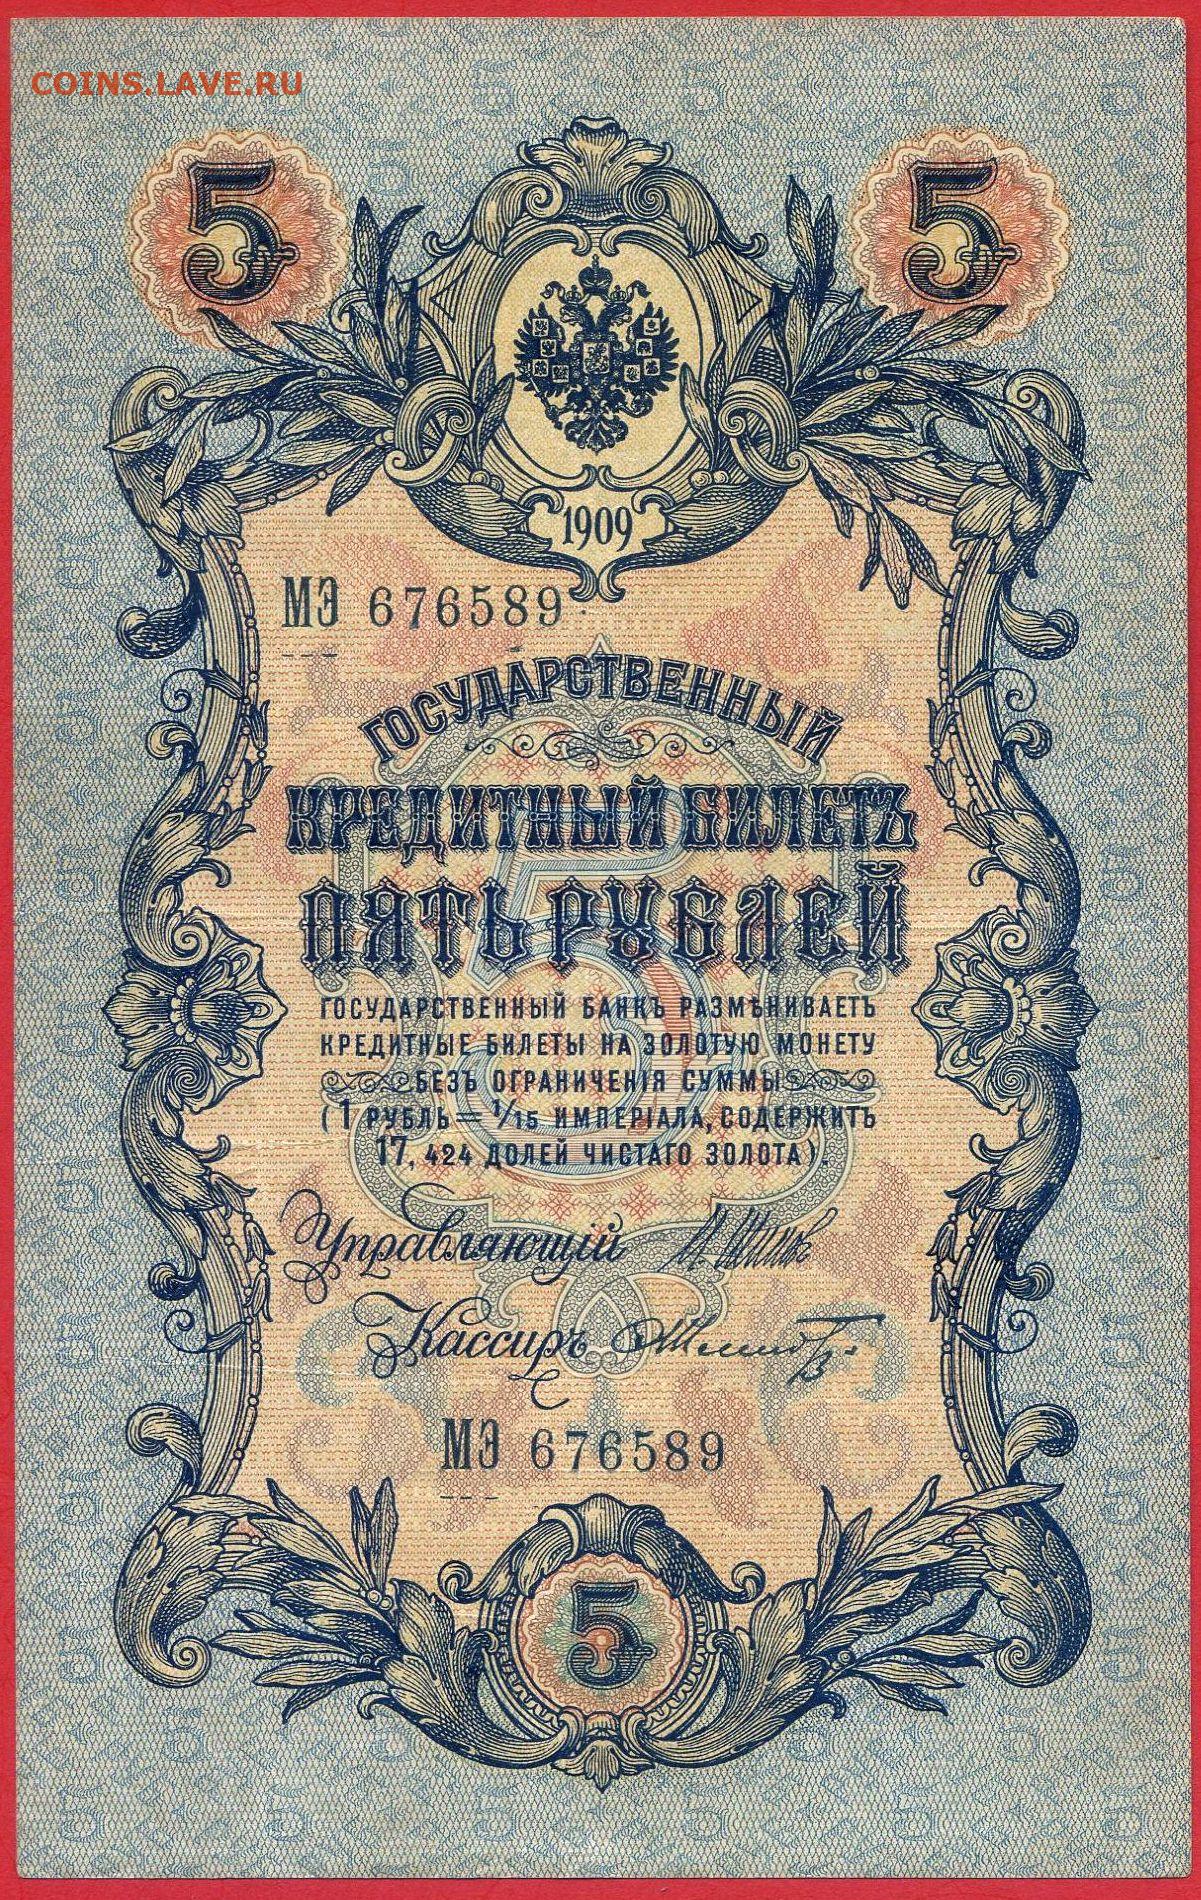 COINS.LAVE.RU
5 5
1909
МЭ 676589
ГОСУДАРСТВЕННЫЙ
КРЕДИТНЫЙ БИЛЕТЪ
ПЯТЬ РУБЛЕЙ
ГОСУДАРСТВЕННЫЙ БАНКЪ РАЗМѢНИВАЕТЪ
КРЕДИТНЫЕ БИЛЕТЫ НА ЗОЛОТУЮ МОНЕТУ
БЕЗЪ ОГРАНИЧЕНІЯ СУММЫ
(1 РУБЛЬ = 1/15 ИМПЕРІАЛА, СОДЕРЖИТЪ
17,424 ДОЛЕЙ ЧИСТАГО ЗОЛОТА).
Управляющій
Кассиръ
МЭ 676589
5